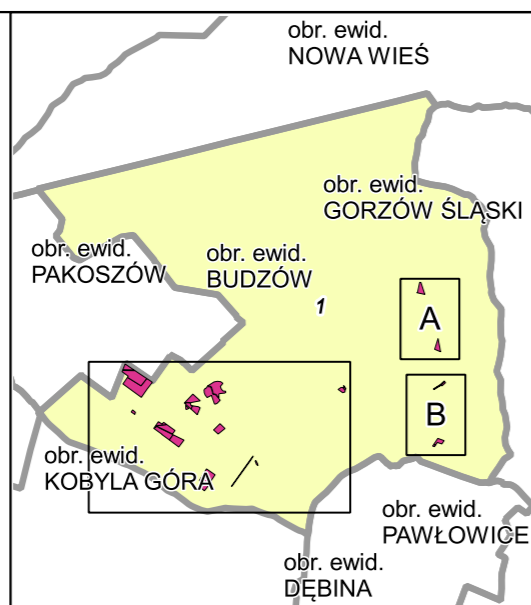 obr. ewid.
NOWA WIEŚ
obr. ewid.
GORZÓW ŚLĄSKI
obr. ewid.
PAKOSZÓW
obr. ewid.
BUDZÓW
1
A
B
obr. ewid.
KOBYLA GÓRA
obr. ewid.
PAWŁOWICE
obr. ewid.
DĘBINA